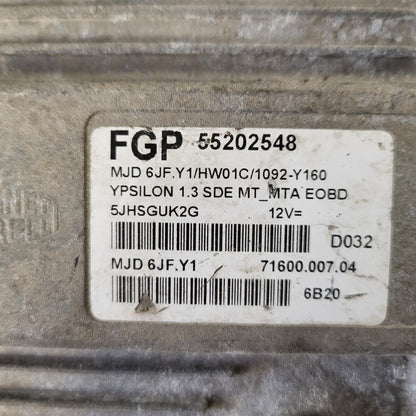 FGP 55202548
MJD 6JF.Y1/HW01C/1092-Y160
YPSILON 1.3 SDE MT_MTA EOBD
5JHSGUK2G 12V=
D032
MJD 6JF.Y1 71600.007.04
6B20